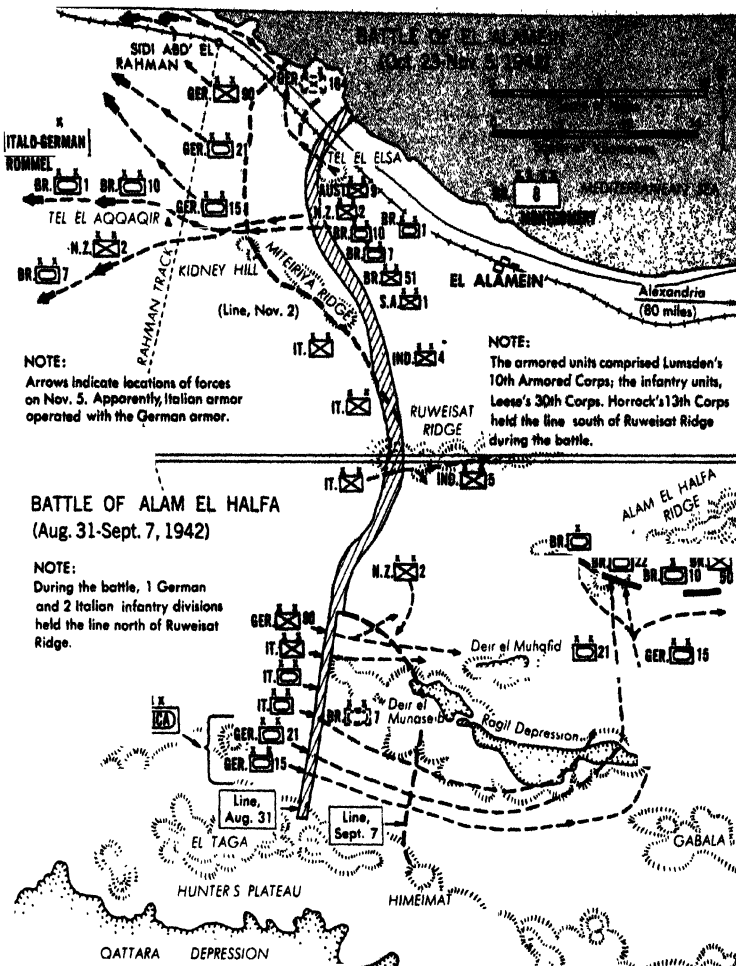 BATTLE OF EL ALAMEIN
(Oct. 23-Nov. 5, 1942)
SIDI ABD' EL
RAHMAN
GER. 90
GER. 21
GER. 15
ITALO-GERMAN
ROMMEL
BR. 1
BR. 10
TEL EL AQQAQIR
N.Z. 2
BR. 7
RAHMAN TRACK
KIDNEY HILL
MITEIRIYA RIDGE
(Line, Nov. 2)
TEL EL ELSA
AUST. 9
N.Z. 2
BR. 1
BR. 10
BR. 7
BR. 51
S.A. 1
8
MONTGOMERY
MEDITERRANEAN SEA
EL ALAMEIN
Alexandria
(80 miles)
IT.
IND. 4
IT.
NOTE:
Arrows indicate locations of forces
on Nov. 5. Apparently, Italian armor
operated with the German armor.
NOTE:
The armored units comprised Lumsden's
10th Armored Corps; the infantry units,
Leese's 30th Corps. Horrock's 13th Corps
held the line south of Ruweisat Ridge
during the battle.
RUWEISAT
RIDGE
IT.
IND. 5
BATTLE OF ALAM EL HALFA
(Aug. 31-Sept. 7, 1942)
NOTE:
During the battle, 1 German
and 2 Italian infantry divisions
held the line north of Ruweisat
Ridge.
ALAM EL HALFA
RIDGE
BR.
BR. 22
BR. 10
BR.
N.Z. 2
GER. 90
IT.
IT.
IT.
Deir el Muhafid
21
GER. 15
BR. 7
Deir el
Munassib
Ragil Depression
GER. 21
GER. 15
Line,
Aug. 31
Line,
Sept. 7
EL TAQA
GABALA
HUNTER'S PLATEAU
HIMEIMAT
QATTARA DEPRESSION